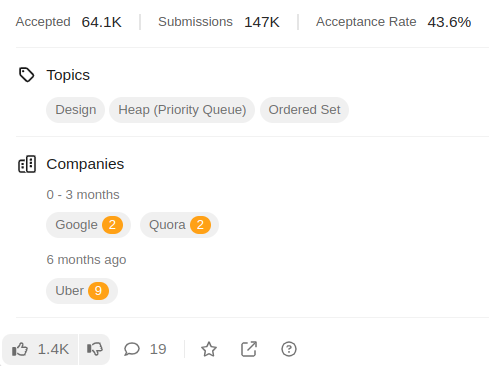 Accepted 64.1K Submissions 147K Acceptance Rate 43.6%
Topics
Design Heap (Priority Queue) Ordered Set
Companies
0 - 3 months
Google 2 Quora 2
6 months ago
Uber 9
1.4K 19